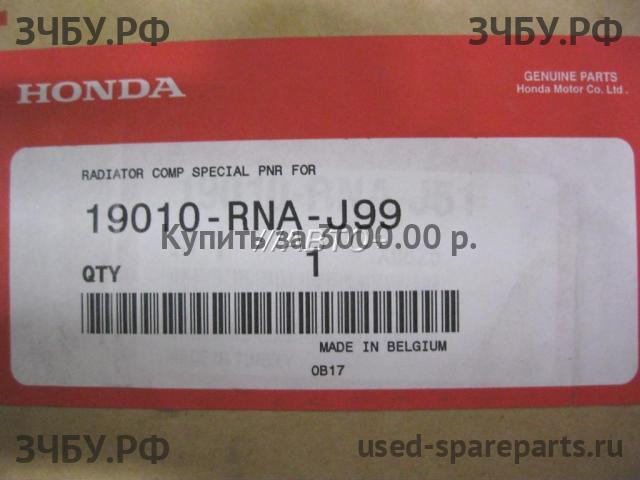 ЗЧБУ.РФ
ЗЧБУ.РФ
HONDA
GENUINE PARTS
Honda Motor Co. Ltd.
RADIATOR COMP SPECIAL PNR FOR
19010-RNA-J99
Купить за 5000.00 р.
QTY
1
MADE IN BELGIUM
0B17
ЗЧБУ.РФ
used-spareparts.ru